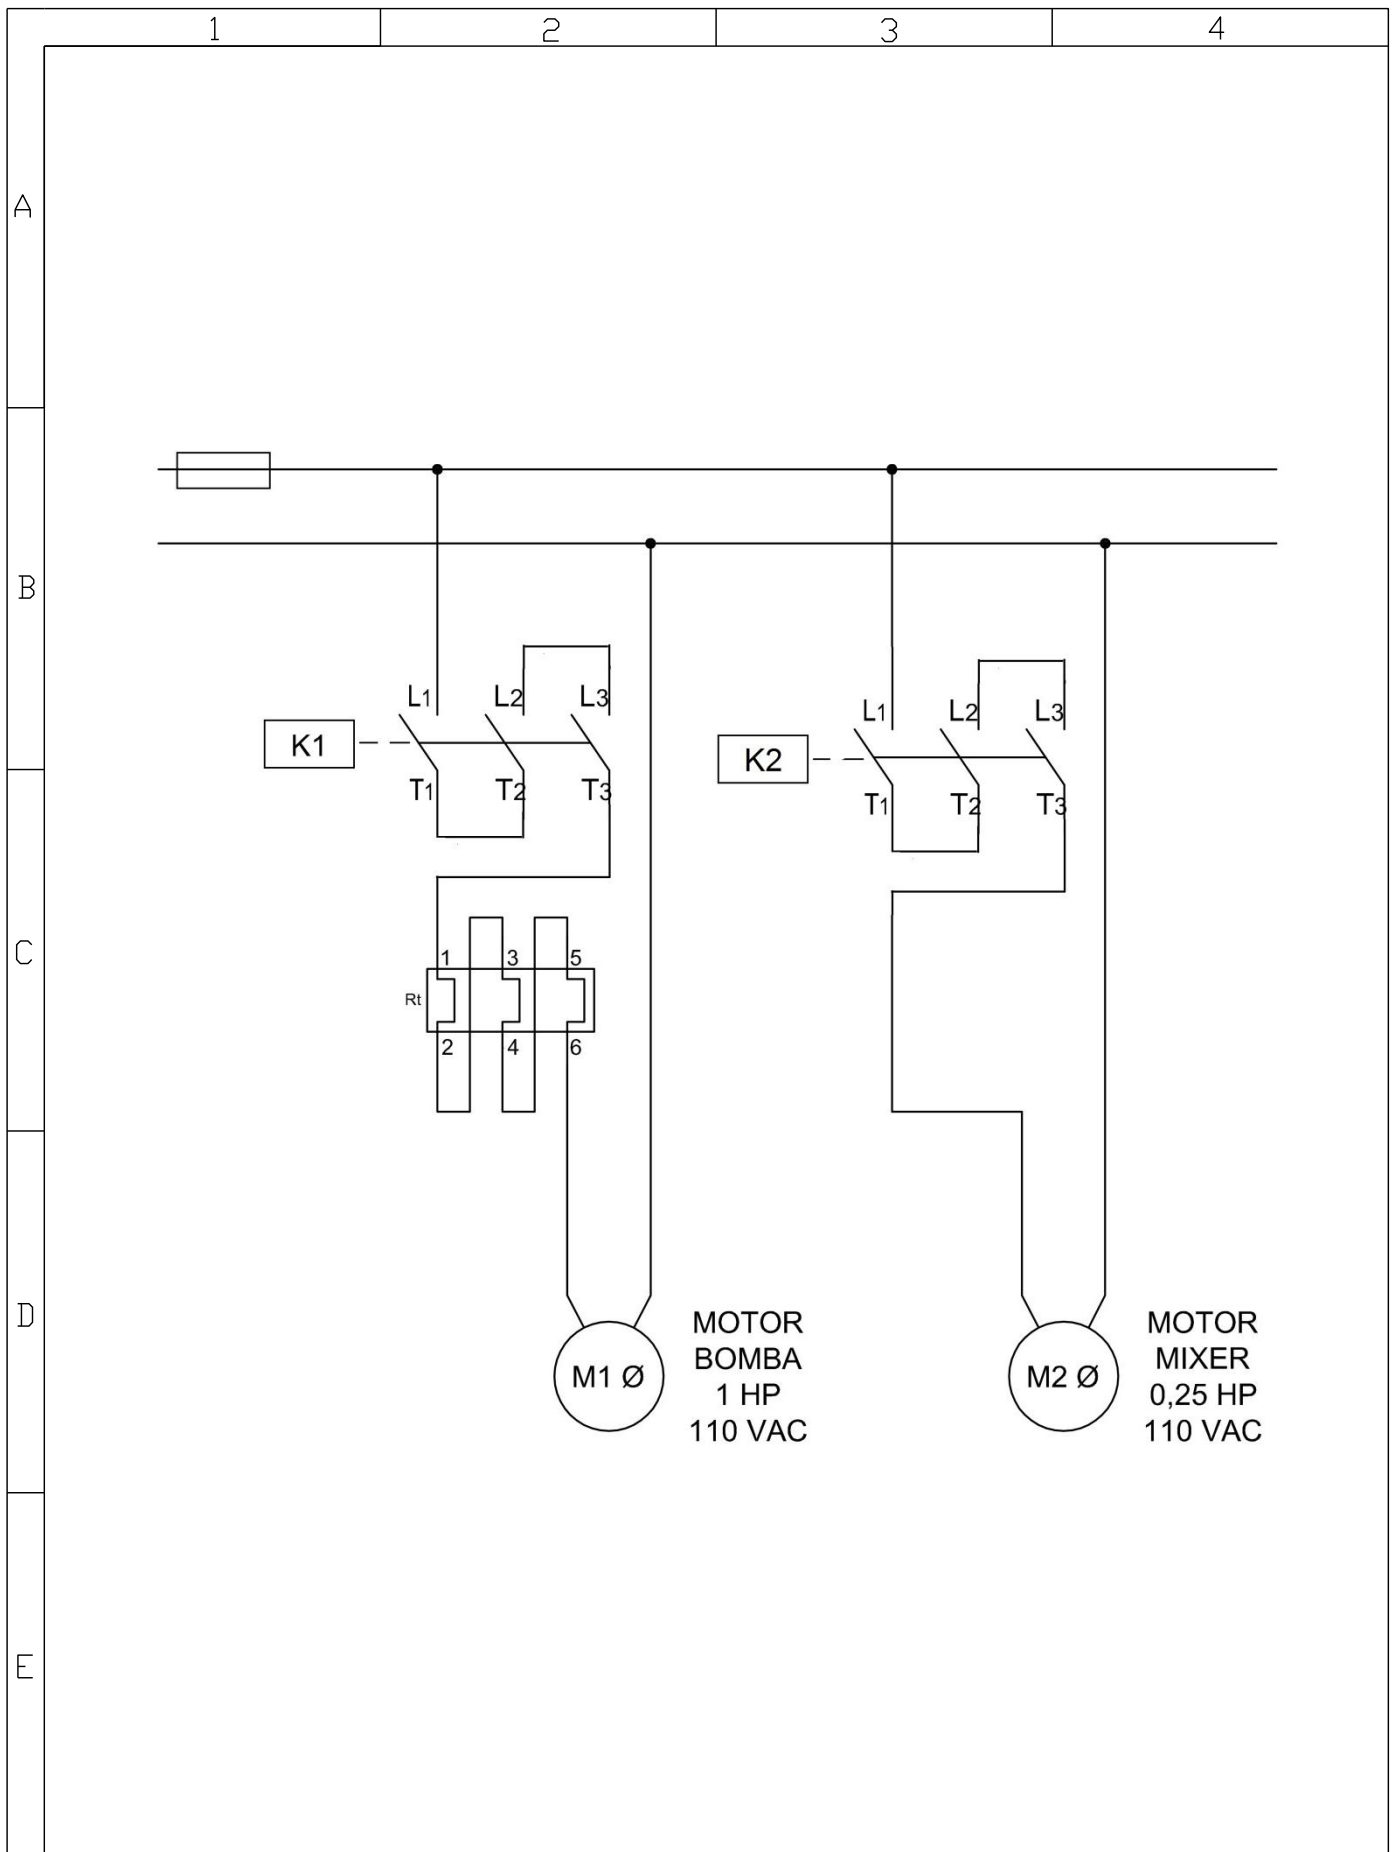 1 2 3 4
A
B
L1 L2 L3
K1
T1 T2 T3
L1 L2 L3
K2
T1 T2 T3
C
1 3 5
Rt
2 4 6
D
M1 Ø
MOTOR
BOMBA
1 HP
110 VAC
M2 Ø
MOTOR
MIXER
0,25 HP
110 VAC
E